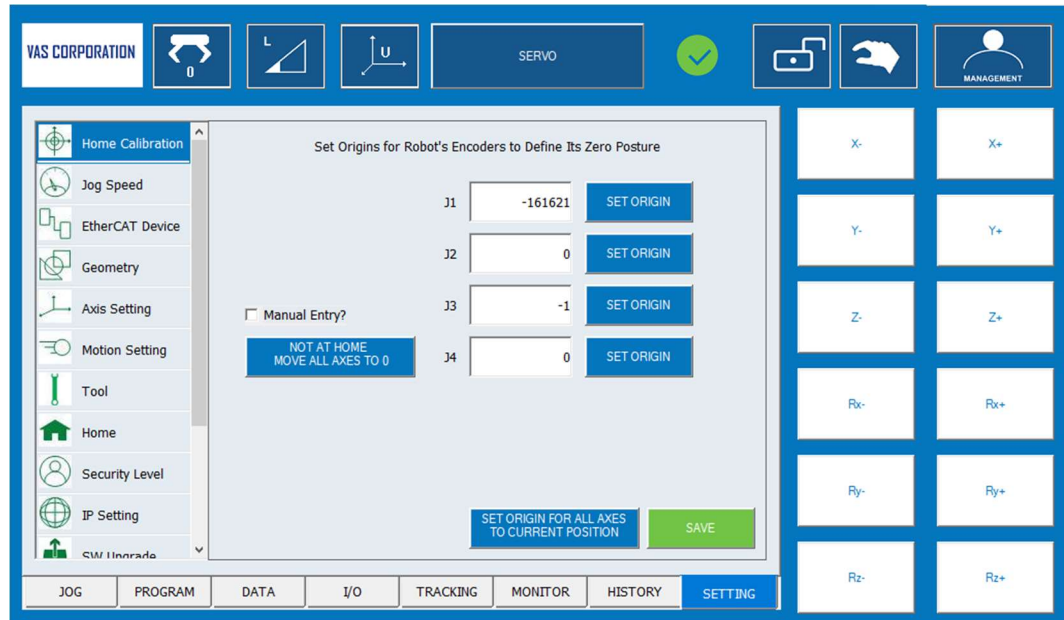 VAS CORPORATION
0
L
U
SERVO
MANAGEMENT
Home Calibration
Jog Speed
EtherCAT Device
Geometry
Axis Setting
Motion Setting
Tool
Home
Security Level
IP Setting
SW Upgrade
Set Origins for Robot's Encoders to Define Its Zero Posture
J1 -161621 SET ORIGIN
J2 0 SET ORIGIN
Manual Entry?
J3 -1 SET ORIGIN
NOT AT HOME
MOVE ALL AXES TO 0
J4 0 SET ORIGIN
SET ORIGIN FOR ALL AXES
TO CURRENT POSITION
SAVE
X- X+
Y- Y+
Z- Z+
Rx- Rx+
Ry- Ry+
Rz- Rz+
JOG PROGRAM DATA I/O TRACKING MONITOR HISTORY SETTING